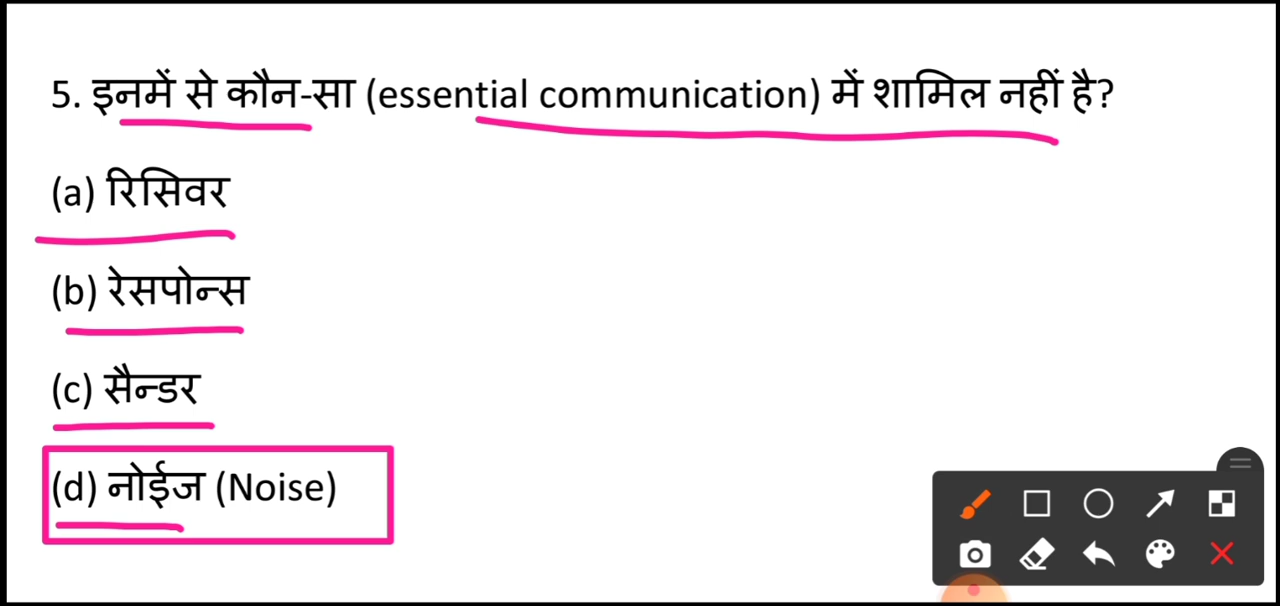 5. इनमें से कौन-सा (essential communication) में शामिल नहीं है?
(a) रिसिवर
(b) रेसपोन्स
(c) सैन्डर
(d) नोईज (Noise)